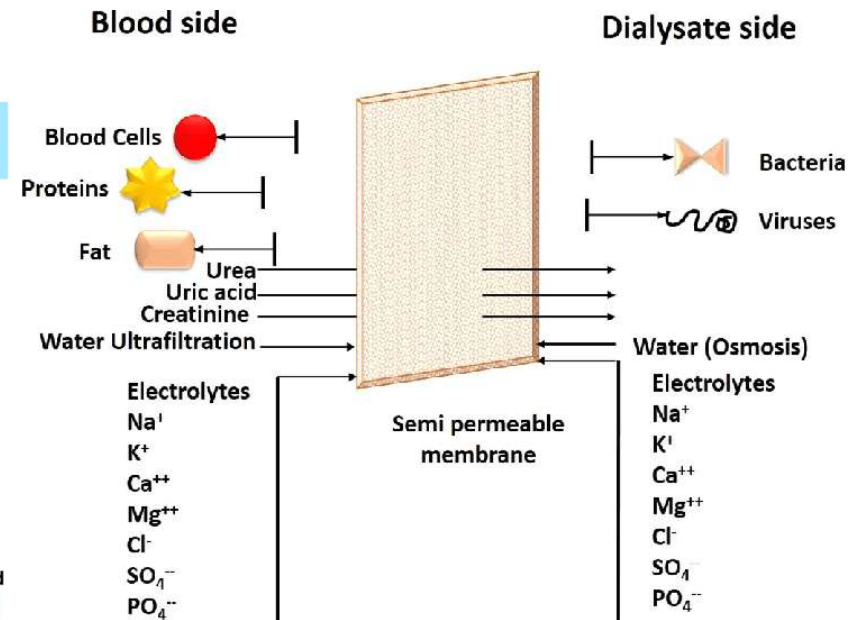 Blood side
Dialysate side
Blood Cells
Proteins
Fat
Urea
Uric acid
Creatinine
Water Ultrafiltration
Electrolytes
Na⁺
K⁺
Ca⁺⁺
Mg⁺⁺
Cl⁻
SO₄⁻⁻
PO₄⁻⁻
Semi permeable
membrane
Bacteria
Viruses
Water (Osmosis)
Electrolytes
Na⁺
K⁺
Ca⁺⁺
Mg⁺⁺
Cl⁻
SO₄⁻⁻
PO₄⁻⁻